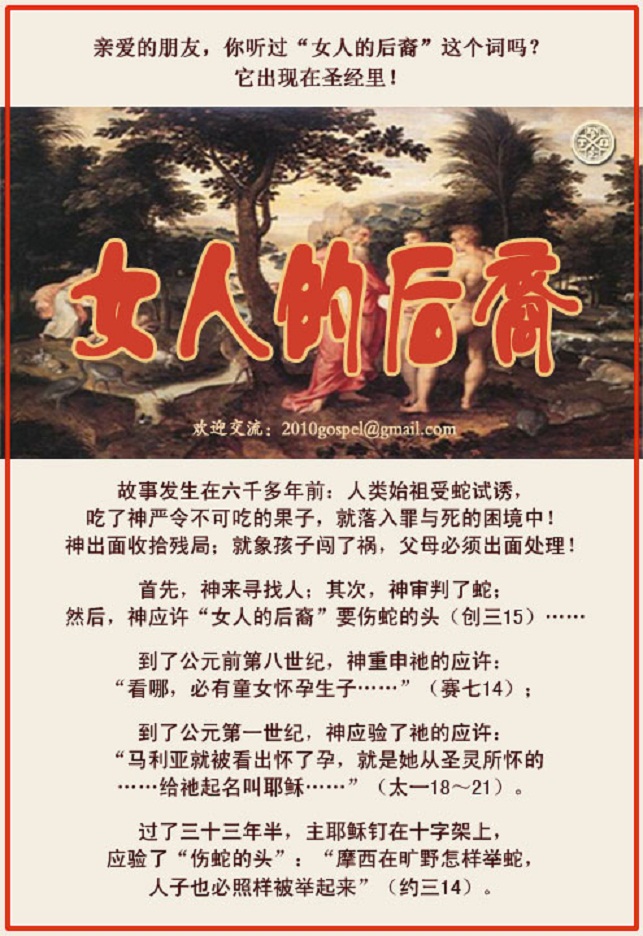 亲爱的朋友，你听过“女人的后裔”这个词吗？
它出现在圣经里！
女人的后裔
欢迎交流：2010gospel@gmail.com
故事发生在六千多年前：人类始祖受蛇试诱，
吃了神严令不可吃的果子，就落入罪与死的困境中！
神出面收拾残局；就象孩子闯了祸，父母必须出面处理！
首先，神来寻找人；其次，神审判了蛇；
然后，神应许“女人的后裔”要伤蛇的头（创三15）……
到了公元前第八世纪，神重申祂的应许：
“看哪，必有童女怀孕生子……”（赛七14）；
到了公元第一世纪，神应验了祂的应许：
“马利亚就被看出怀了孕，就是她从圣灵所怀的
……给祂起名叫耶稣……”（太一18～21）。
过了三十三年半，主耶稣钉在十字架上，
应验了“伤蛇的头”：“摩西在旷野怎样举蛇，
人子也必照样被举起来”（约三14）。